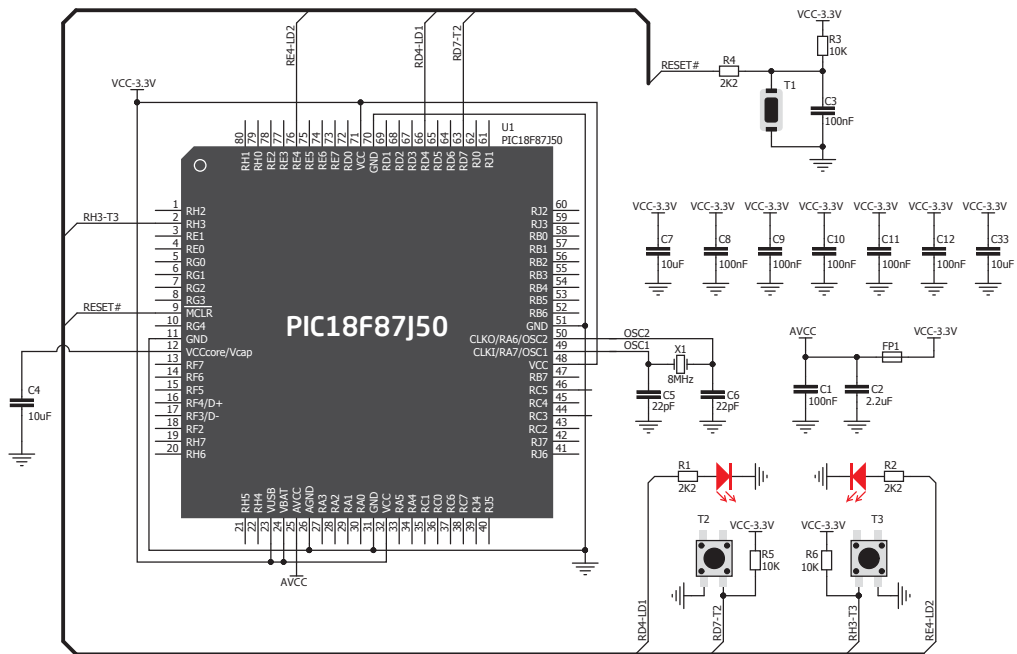 RE4-LD2
RD4-LD1
RD7-T2
VCC-3.3V
R3
10K
RESET#
R4
2K2
T1
C3
100nF
VCC-3.3V
U1
PIC18F87J50
80 79 78 77 76 75 74 73 72 71 70 69 68 67 66 65 64 63 62 61
RH1 RH0 RE2 RE3 RE4 RE5 RE6 RE7 RD0 VCC GND RD1 RD2 RD3 RD4 RD5 RD6 RD7 RJ0 RJ1
RH3-T3
RESET#
1 RH2
2 RH3
3 RE1
4 RE0
5 RG0
6 RG1
7 RG2
8 RG3
9 MCLR
10 RG4
11 GND
12 VCCcore/Vcap
13 RF7
14 RF6
15 RF5
16 RF4/D+
17 RF3/D-
18 RF2
19 RH7
20 RH6
PIC18F87J50
RJ2 60
RJ3 59
RB0 58
RB1 57
RB2 56
RB3 55
RB4 54
RB5 53
RB6 52
GND 51
CLKO/RA6/OSC2 50
CLKI/RA7/OSC1 49
VCC 48
RB7 47
RC5 46
RC4 45
RC3 44
RC2 43
RJ7 42
RJ6 41
RH5 RH4 VUSB VBAT AVCC AGND RA3 RA2 RA1 RA0 GND VCC RA5 RA4 RC1 RC0 RC6 RC7 RJ4 RJ5
21 22 23 24 25 26 27 28 29 30 31 32 33 34 35 36 37 38 39 40
AVCC
C4
10uF
OSC2
OSC1
X1
8MHz
C5
22pF
C6
22pF
VCC-3.3V VCC-3.3V VCC-3.3V VCC-3.3V VCC-3.3V VCC-3.3V VCC-3.3V
C7 C8 C9 C10 C11 C12 C33
10uF 100nF 100nF 100nF 100nF 100nF 10uF
AVCC
FP1
VCC-3.3V
C1
100nF
C2
2.2uF
R1
2K2
R2
2K2
T2
VCC-3.3V
R5
10K
VCC-3.3V
R6
10K
T3
RD4-LD1
RD7-T2
RH3-T3
RE4-LD2